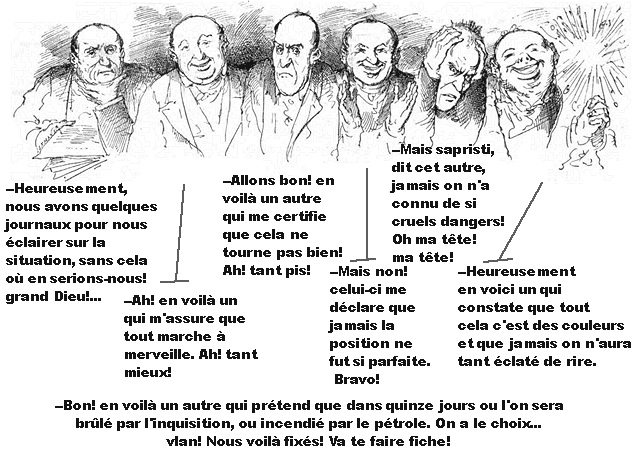 –Heureusement,
nous avons quelques
journaux pour nous
éclairer sur la
situation, sans cela
où en serions-nous!
grand Dieu!...
–Ah! en voilà un
qui m'assure que
tout marche à
merveille. Ah! tant
mieux!
–Allons bon! en
voilà un autre
qui me certifie
que cela ne
tourne pas bien!
Ah! tant pis!
–Mais non!
celui-ci me
déclare que
jamais la
position ne
fut si parfaite.
Bravo!
–Mais sapristi,
dit cet autre,
jamais on n'a
connu de si
cruels dangers!
Oh ma tête!
ma tête!
–Heureusement
en voici un qui
constate que tout
cela c'est des couleurs
et que jamais on n'aura
tant éclaté de rire.
–Bon! en voilà un autre qui prétend que dans quinze jours ou l'on sera
brûlé par l'inquisition, ou incendié par le pétrole. On a le choix...
vlan! Nous voilà fixés! Va te faire fiche!